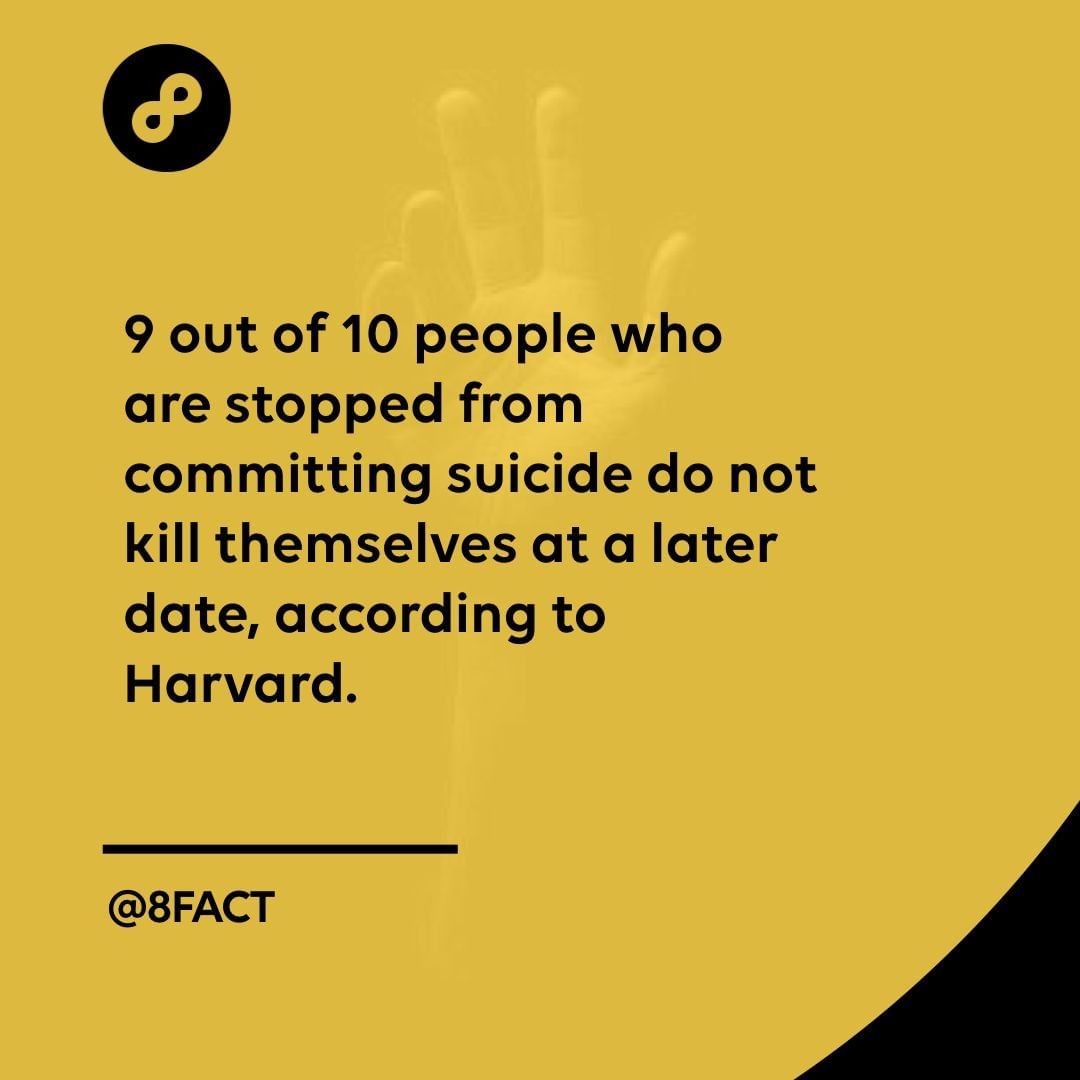 9 out of 10 people who
are stopped from
committing suicide do not
kill themselves at a later
date, according to
Harvard.
@8FACT